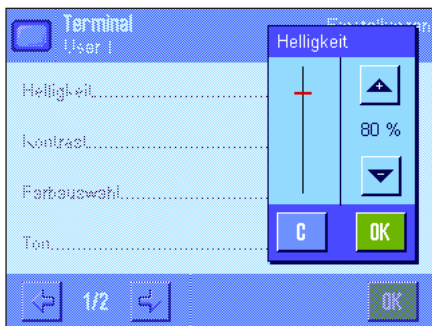 Terminal
User 1
Einstellungen
Helligkeit
Helligkeit
Kontrast
80 %
Farbauswahl
Ton
C
OK
1/2
OK